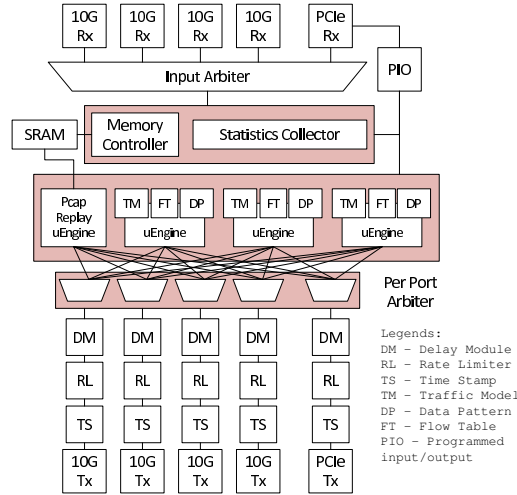 10G Rx
10G Rx
10G Rx
10G Rx
PCIe Rx
Input Arbiter
PIO
SRAM
Memory
Controller
Statistics Collector
Pcap
Replay
uEngine
TM FT DP
uEngine
TM FT DP
uEngine
TM FT DP
uEngine
Per Port
Arbiter
DM DM DM DM DM
RL RL RL RL RL
TS TS TS TS TS
10G Tx
10G Tx
10G Tx
10G Tx
PCIe Tx
Legends:
DM – Delay Module
RL – Rate Limiter
TS – Time Stamp
TM – Traffic Model
DP – Data Pattern
FT – Flow Table
PIO – Programmed
input/output